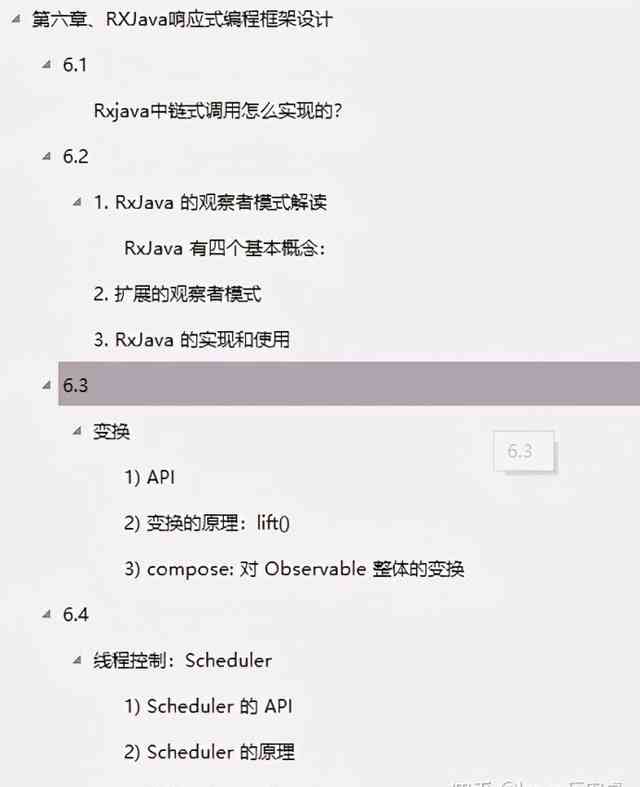 第六章、RXJava响应式编程框架设计
6.1
Rxjava中链式调用怎么实现的?
6.2
1. RxJava 的观察者模式解读
RxJava 有四个基本概念:
2. 扩展的观察者模式
3. RxJava 的实现和使用
6.3
变换
6.3
1) API
2) 变换的原理：lift()
3) compose: 对 Observable 整体的变换
6.4
线程控制：Scheduler
1) Scheduler 的 API
2) Scheduler 的原理